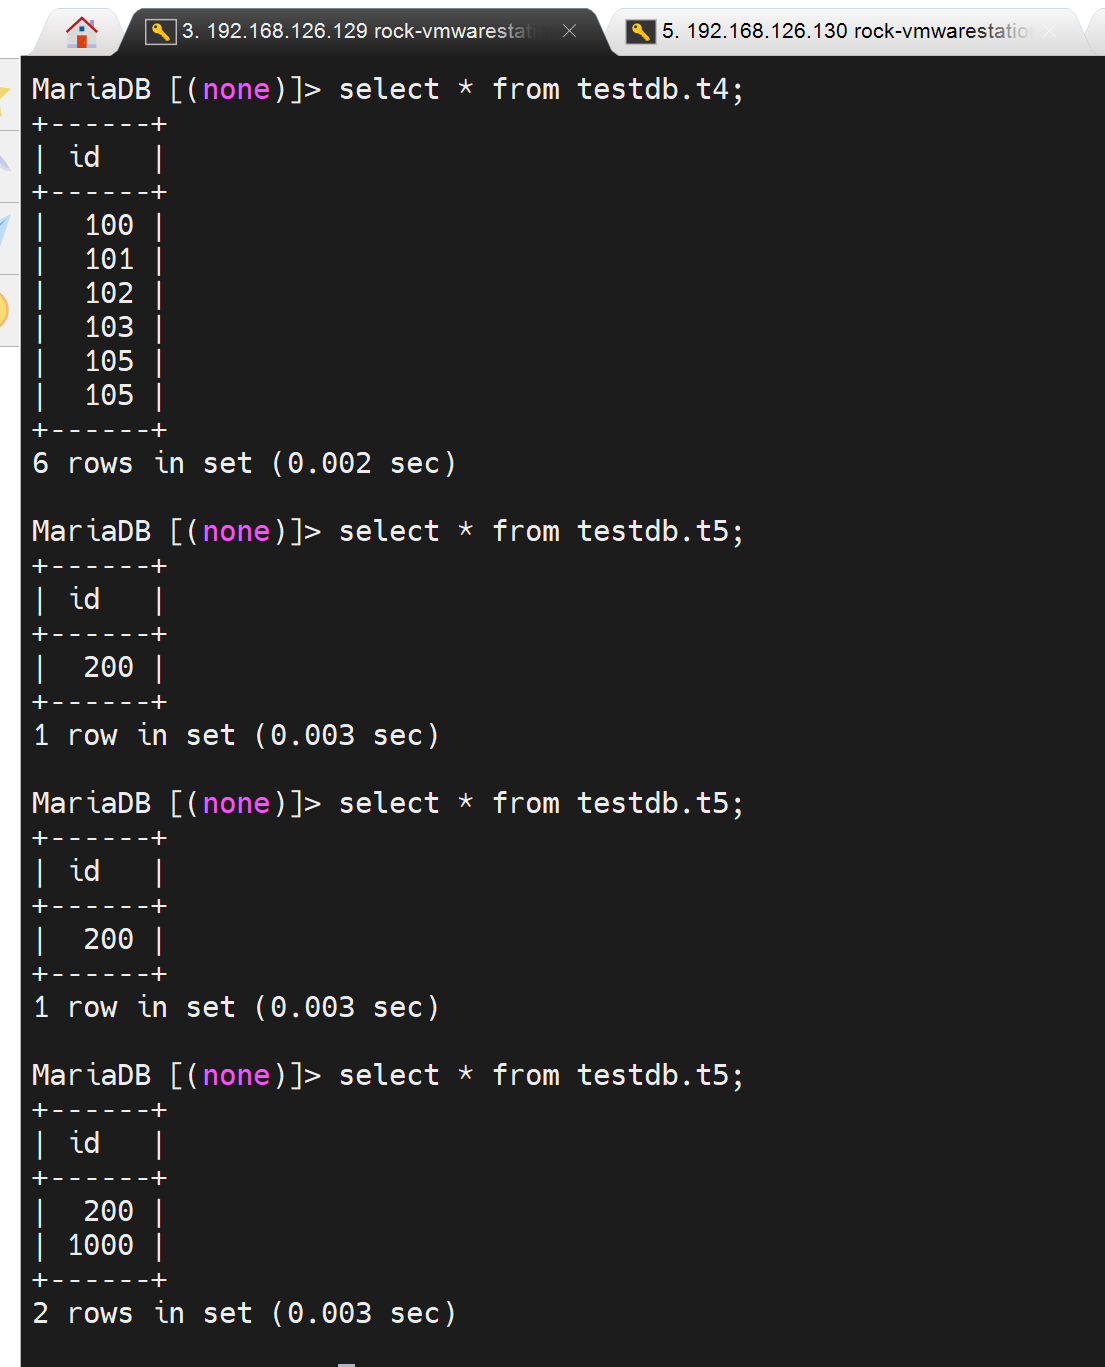 3. 192.168.126.129 rock-vmwarestati
5. 192.168.126.130 rock-vmwarestation
MariaDB [(none)]> select * from testdb.t4;
+------+
| id   |
+------+
|  100 |
|  101 |
|  102 |
|  103 |
|  105 |
|  105 |
+------+
6 rows in set (0.002 sec)
MariaDB [(none)]> select * from testdb.t5;
+------+
| id   |
+------+
|  200 |
+------+
1 row in set (0.003 sec)
MariaDB [(none)]> select * from testdb.t5;
+------+
| id   |
+------+
|  200 |
+------+
1 row in set (0.003 sec)
MariaDB [(none)]> select * from testdb.t5;
+------+
| id   |
+------+
|  200 |
| 1000 |
+------+
2 rows in set (0.003 sec)